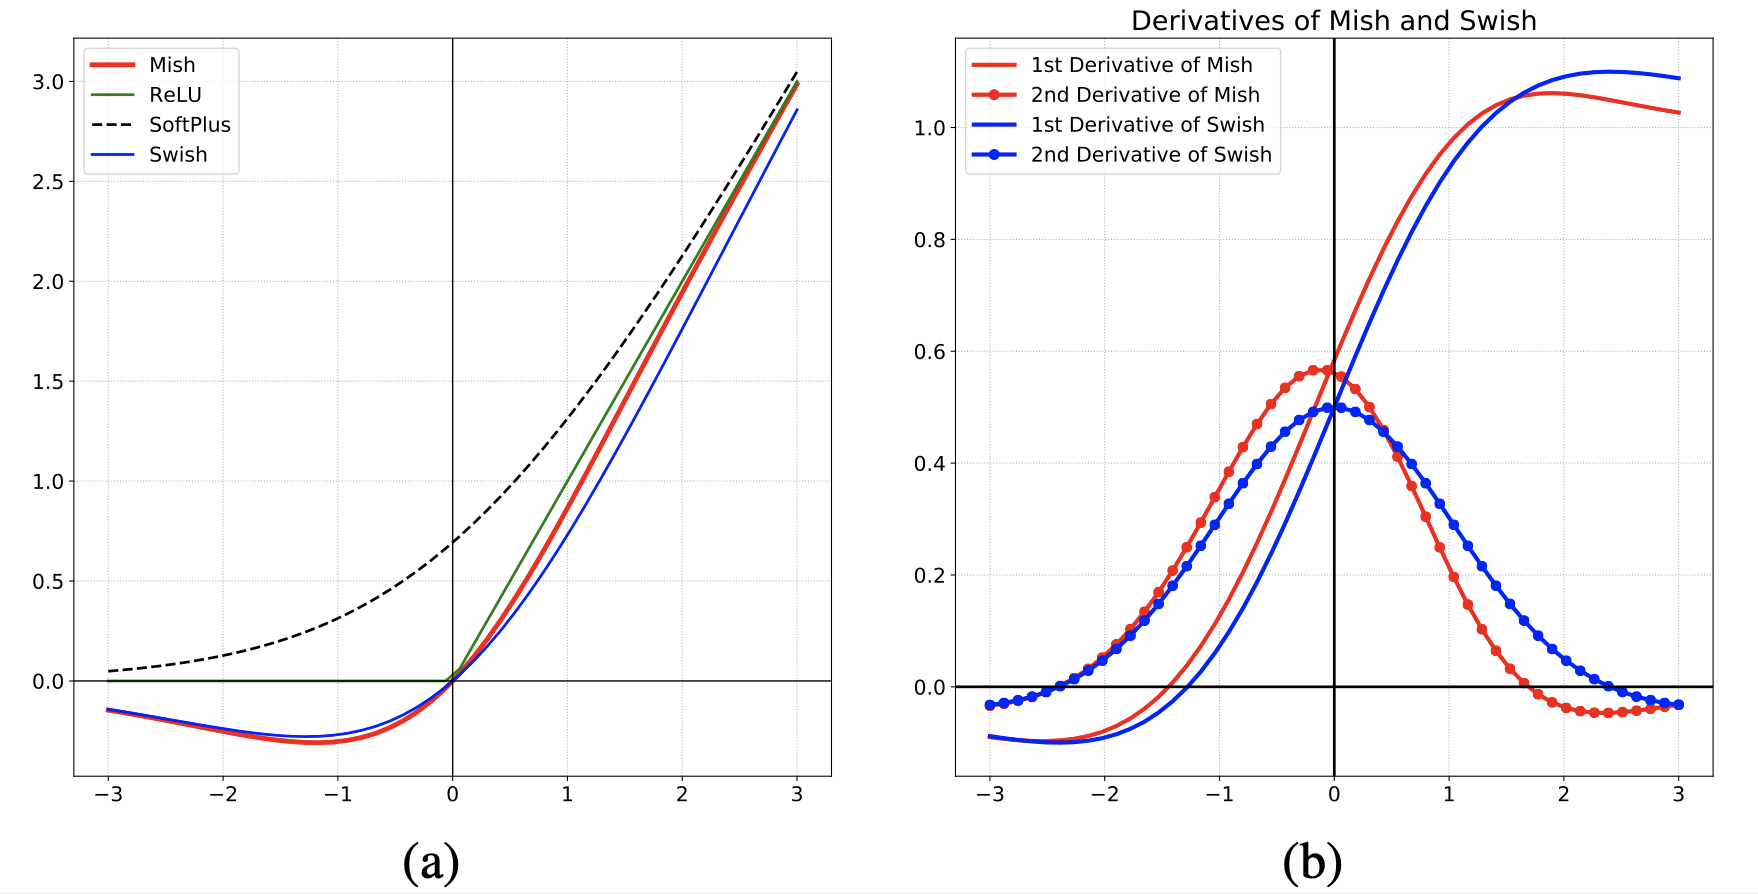 Mish
ReLU
SoftPlus
Swish
3.0
2.5
2.0
1.5
1.0
0.5
0.0
−3 −2 −1 0 1 2 3
(a)
Derivatives of Mish and Swish
1st Derivative of Mish
2nd Derivative of Mish
1st Derivative of Swish
2nd Derivative of Swish
1.0
0.8
0.6
0.4
0.2
0.0
−3 −2 −1 0 1 2 3
(b)